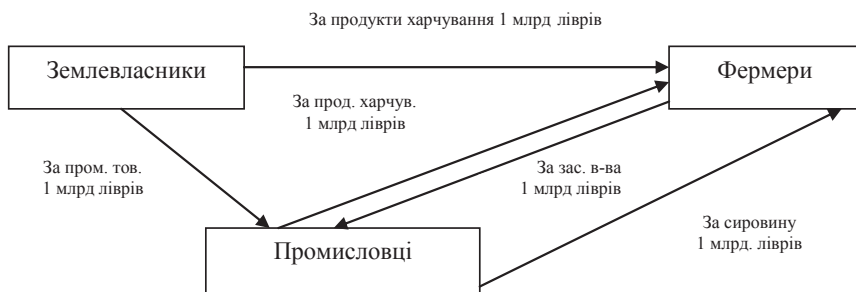 За продукти харчування 1 млрд ліврів
Землевласники
Фермери
За прод. харчув.
1 млрд ліврів
За пром. тов.
1 млрд ліврів
За зас. в-ва
1 млрд ліврів
За сировину
1 млрд. ліврів
Промисловці